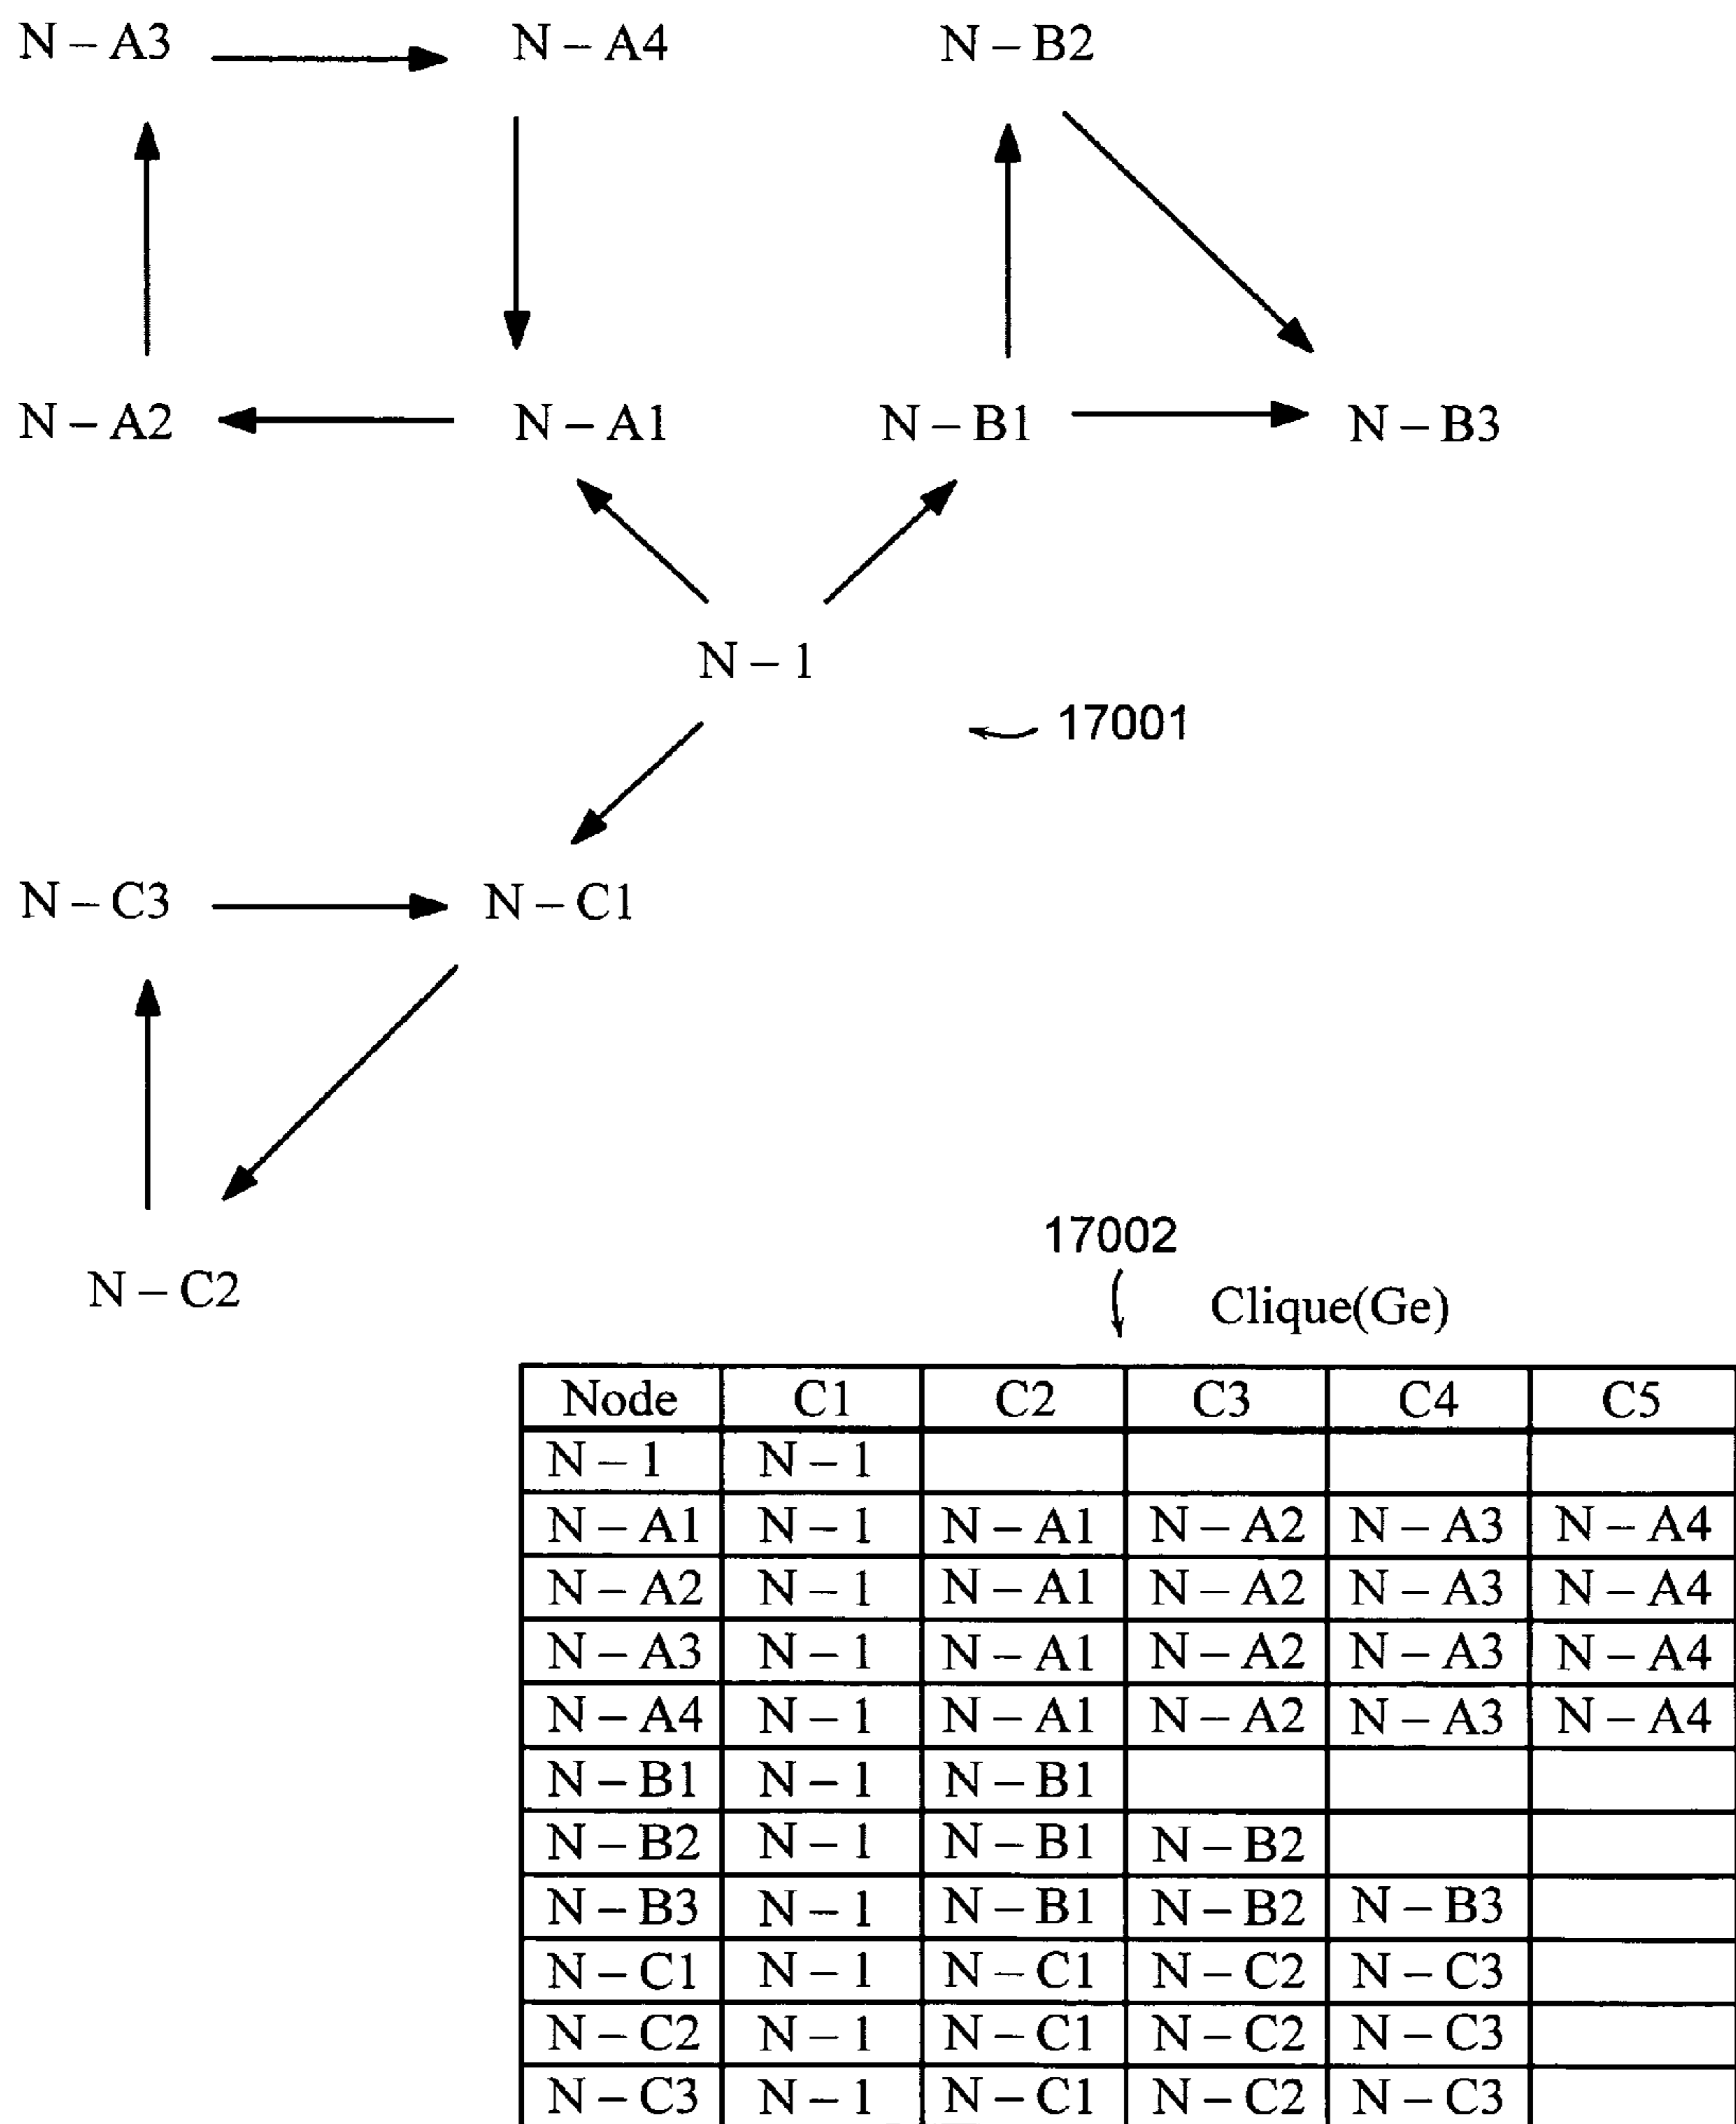 N – A3 N – A4 N – B2
N – A2 N – A1 N – B1 N – B3
N – 1
17001
N – C3 N – C1
N – C2
17002
Clique(Ge)
Node C1 C2 C3 C4 C5
N – 1 N – 1
N – A1 N – 1 N – A1 N – A2 N – A3 N – A4
N – A2 N – 1 N – A1 N – A2 N – A3 N – A4
N – A3 N – 1 N – A1 N – A2 N – A3 N – A4
N – A4 N – 1 N – A1 N – A2 N – A3 N – A4
N – B1 N – 1 N – B1
N – B2 N – 1 N – B1 N – B2
N – B3 N – 1 N – B1 N – B2 N – B3
N – C1 N – 1 N – C1 N – C2 N – C3
N – C2 N – 1 N – C1 N – C2 N – C3
N – C3 N – 1 N – C1 N – C2 N – C3